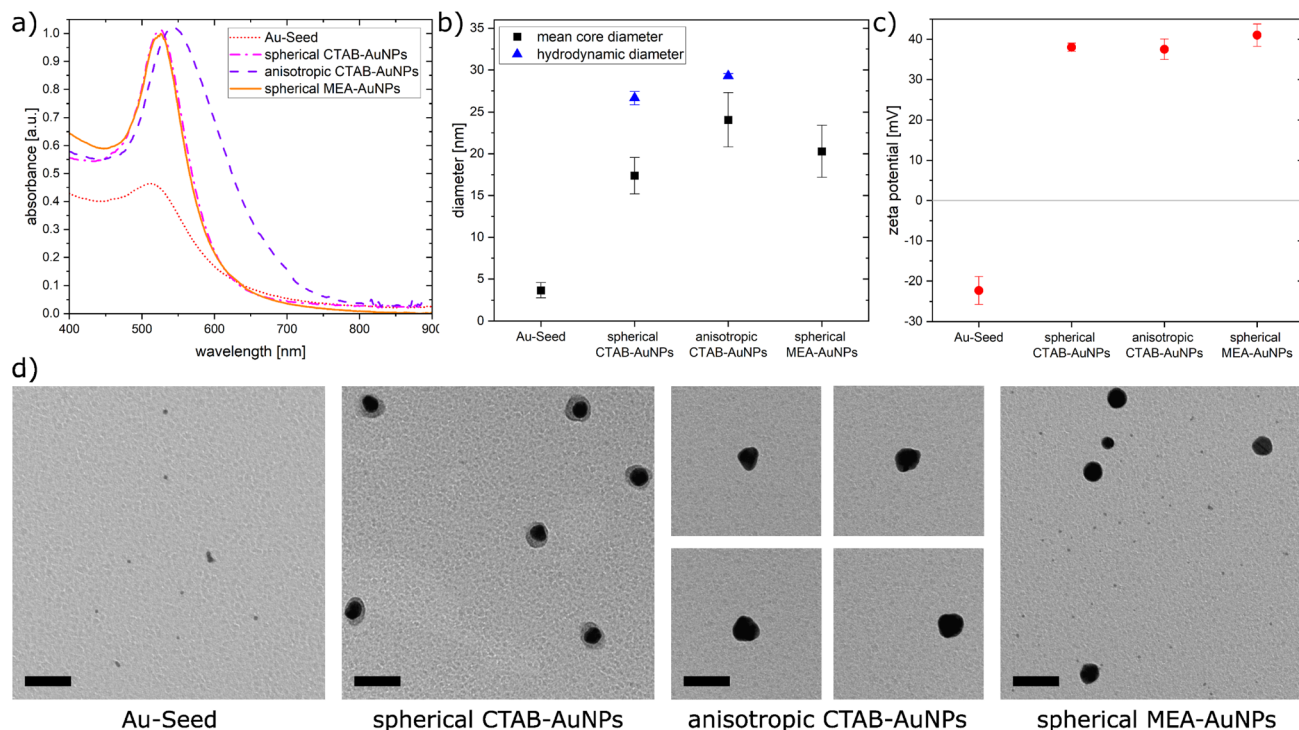 a)
absorbance [a.u.]
1.0
0.9
0.8
0.7
0.6
0.5
0.4
0.3
0.2
0.1
0.0
400 500 600 700 800 900
wavelength [nm]
Au-Seed
spherical CTAB-AuNPs
anisotropic CTAB-AuNPs
spherical MEA-AuNPs
b)
diameter [nm]
35
30
25
20
15
10
5
0
mean core diameter
hydrodynamic diameter
Au-Seed spherical anisotropic spherical
CTAB-AuNPs CTAB-AuNPs MEA-AuNPs
c)
zeta potential [mV]
40
30
20
10
0
-10
-20
-30
Au-Seed spherical anisotropic spherical
CTAB-AuNPs CTAB-AuNPs MEA-AuNPs
d)
Au-Seed spherical CTAB-AuNPs anisotropic CTAB-AuNPs spherical MEA-AuNPs